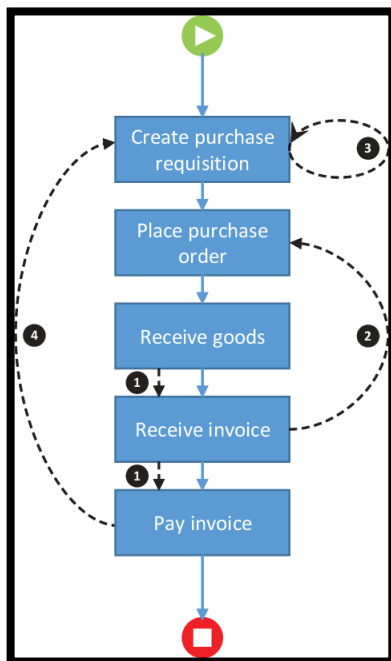 Create purchase
requisition
3
Place purchase
order
4
Receive goods
2
1
Receive invoice
1
Pay invoice